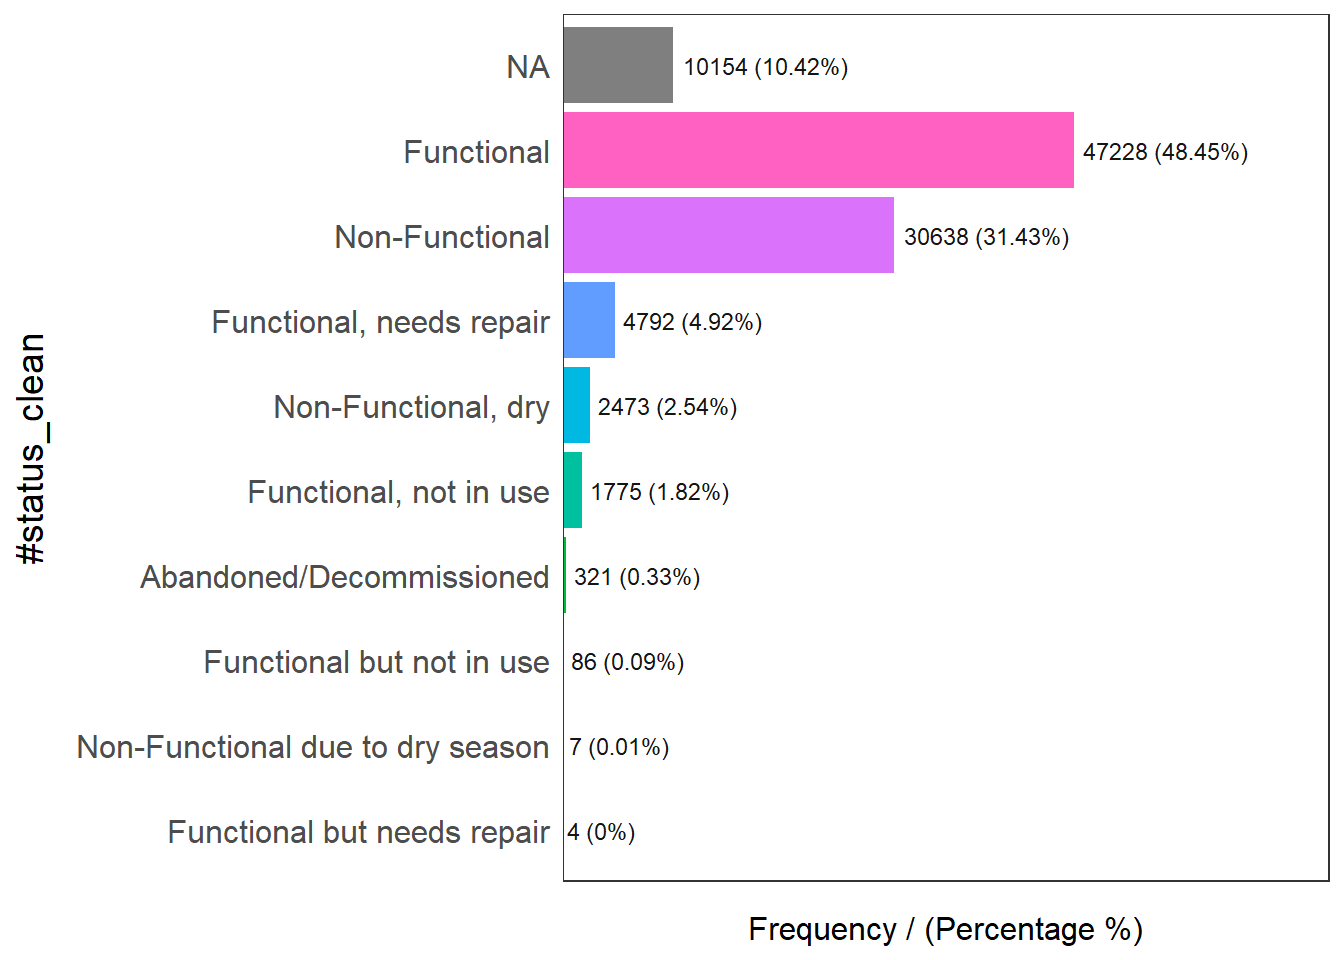 NA
10154 (10.42%)
Functional
47228 (48.45%)
Non-Functional
30638 (31.43%)
Functional, needs repair
4792 (4.92%)
Non-Functional, dry
2473 (2.54%)
Functional, not in use
1775 (1.82%)
Abandoned/Decommissioned
321 (0.33%)
Functional but not in use
86 (0.09%)
Non-Functional due to dry season
7 (0.01%)
Functional but needs repair
4 (0%)
#status_clean
Frequency / (Percentage %)